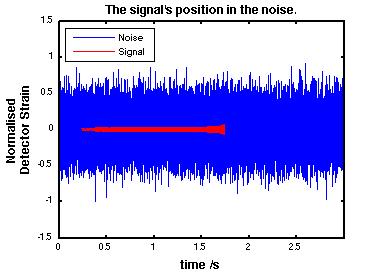 The signal's position in the noise.
Noise
Signal
Normalised
Detector Strain
1.5
1
0.5
0
-0.5
-1
-1.5
0
0.5
1
1.5
2
2.5
time /s